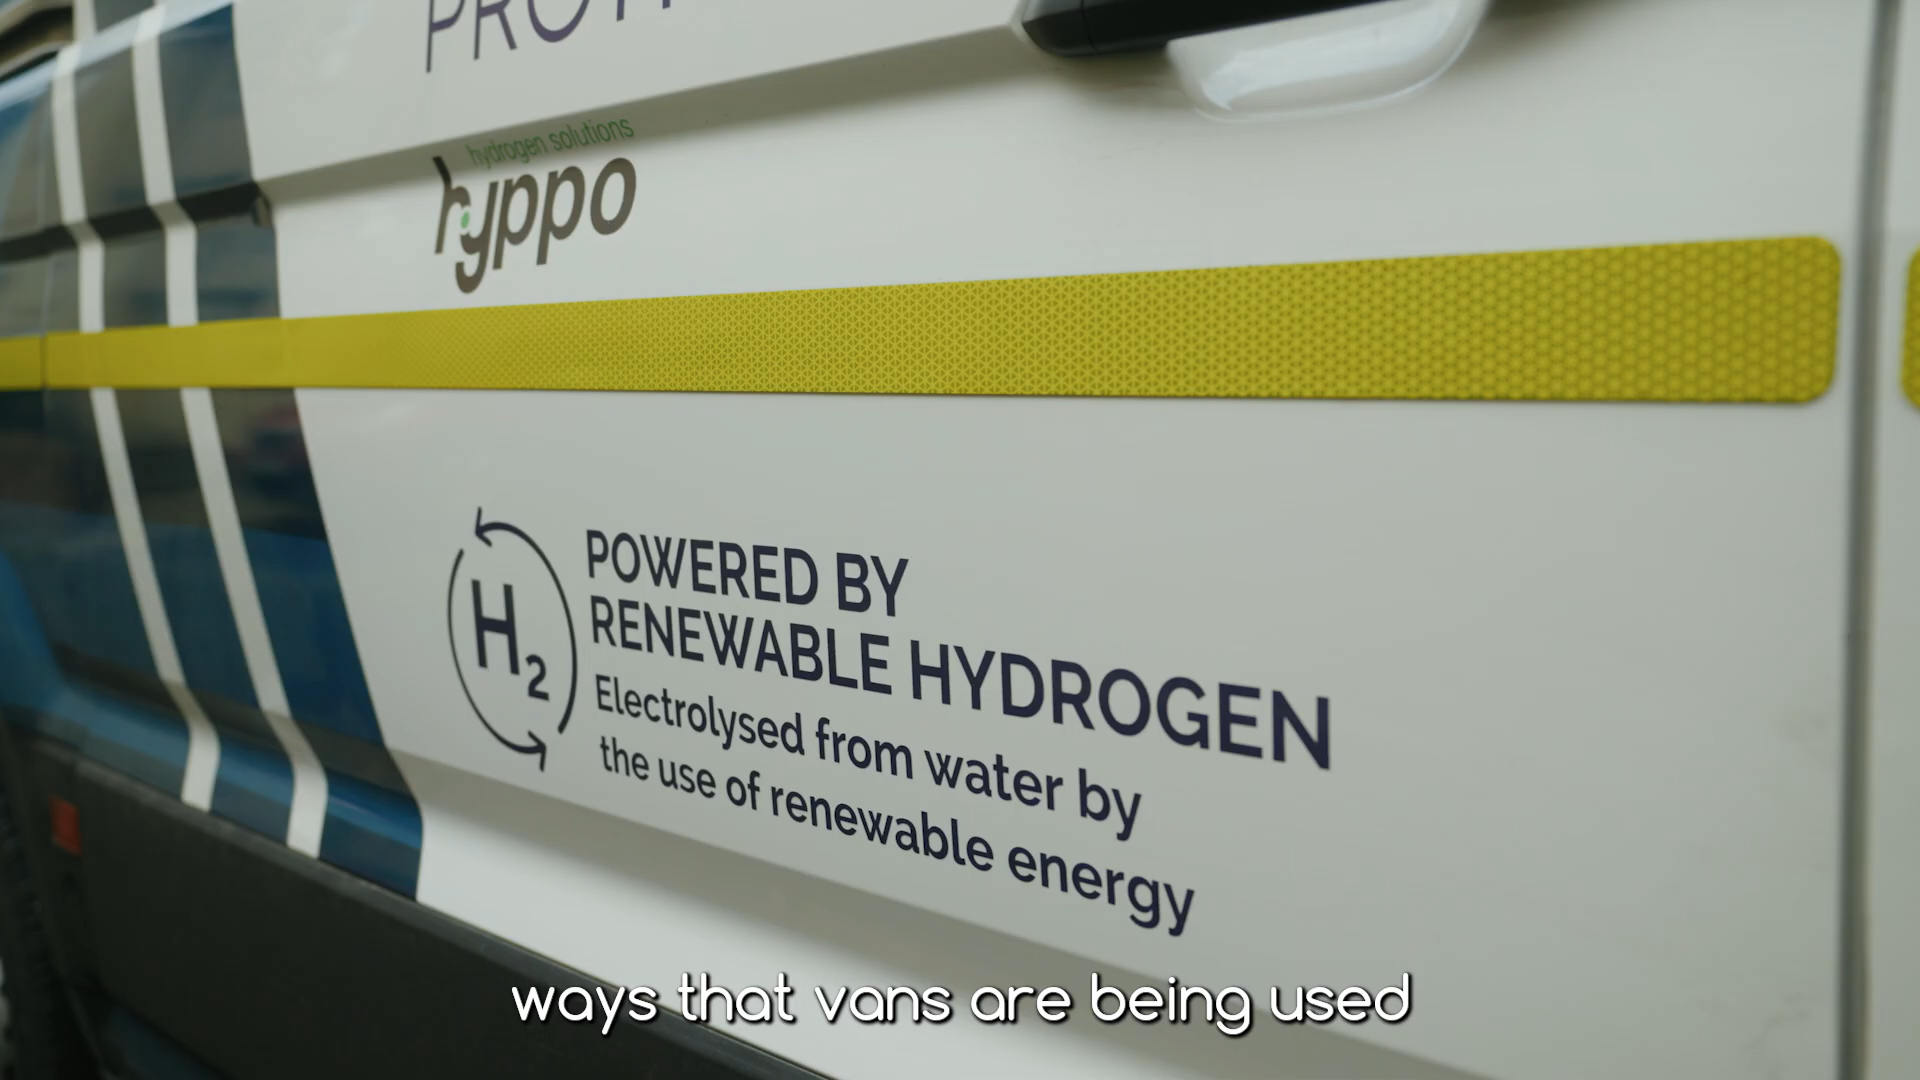 hydrogen solutions
hyppo
POWERED BY
RENEWABLE HYDROGEN
H2
Electrolysed from water by
the use of renewable energy
ways that vans are being used